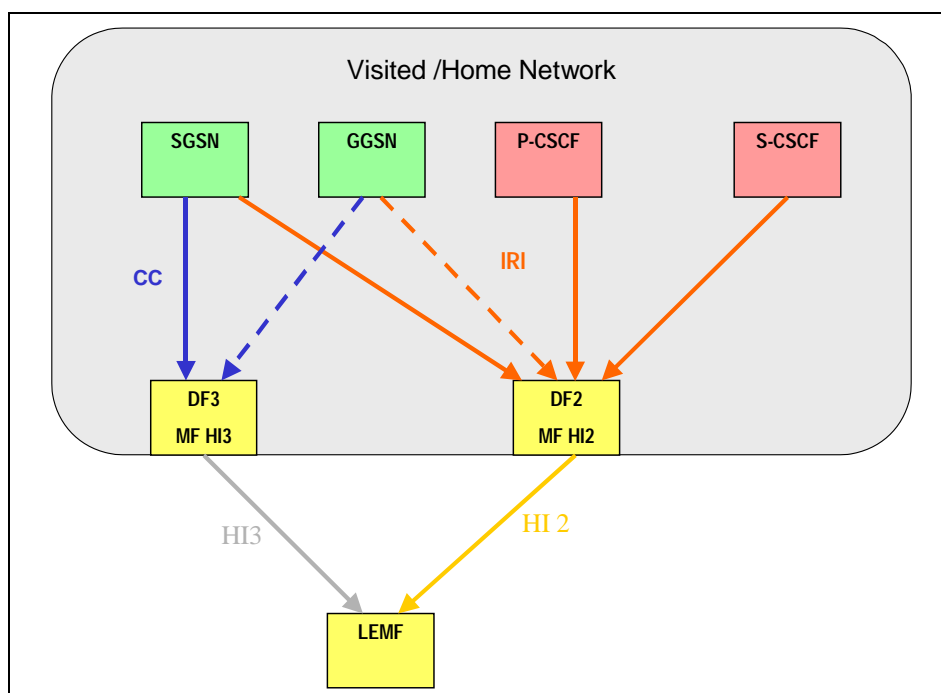 Visited /Home Network
SGSN
GGSN
P-CSCF
S-CSCF
CC
IRI
DF3
MF HI3
DF2
MF HI2
HI3
HI 2
LEMF